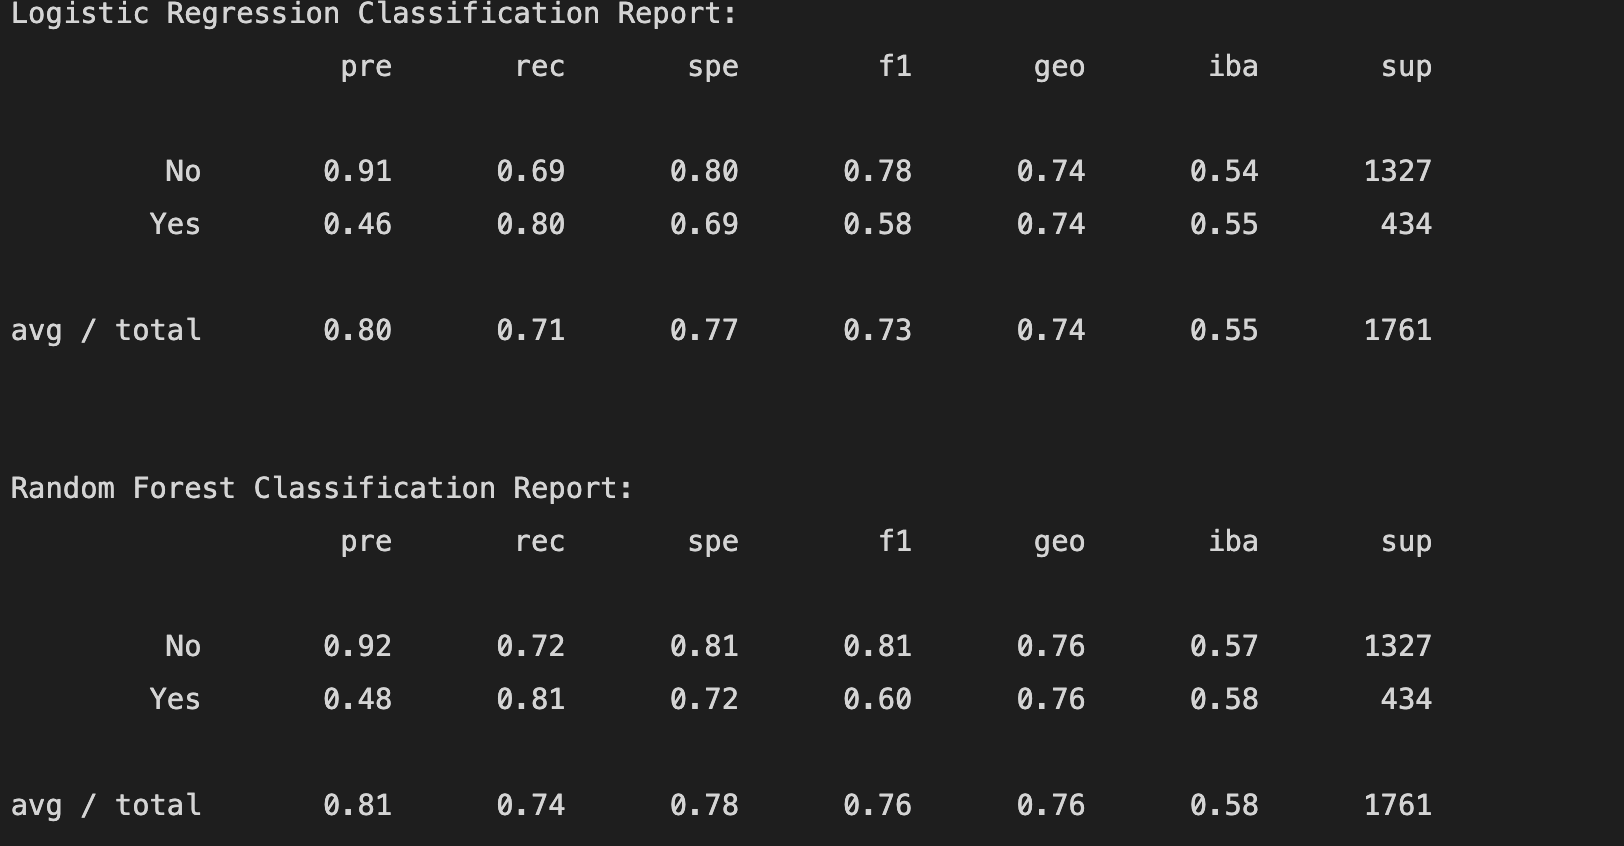 Logistic Regression Classification Report:
pre rec spe f1 geo iba sup
No 0.91 0.69 0.80 0.78 0.74 0.54 1327
Yes 0.46 0.80 0.69 0.58 0.74 0.55 434
avg / total 0.80 0.71 0.77 0.73 0.74 0.55 1761
Random Forest Classification Report:
pre rec spe f1 geo iba sup
No 0.92 0.72 0.81 0.81 0.76 0.57 1327
Yes 0.48 0.81 0.72 0.60 0.76 0.58 434
avg / total 0.81 0.74 0.78 0.76 0.76 0.58 1761